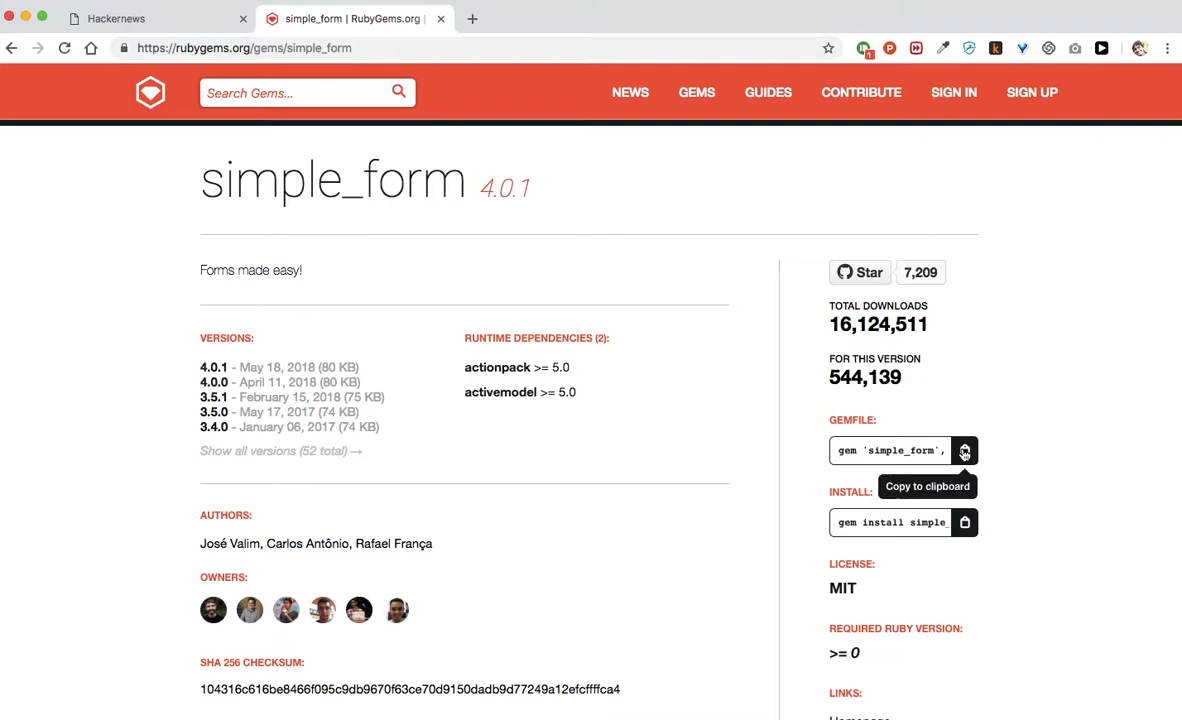 Hackernews
simple_form | RubyGems.org |
https://rubygems.org/gems/simple_form
1
Search Gems...
NEWS GEMS GUIDES CONTRIBUTE SIGN IN SIGN UP
simple_form 4.0.1
Forms made easy!
VERSIONS:
4.0.1 - May 18, 2018 (80 KB)
4.0.0 - April 11, 2018 (80 KB)
3.5.1 - February 15, 2018 (75 KB)
3.5.0 - May 17, 2017 (74 KB)
3.4.0 - January 06, 2017 (74 KB)
Show all versions (52 total) →
RUNTIME DEPENDENCIES (2):
actionpack >= 5.0
activemodel >= 5.0
AUTHORS:
José Valim, Carlos Antônio, Rafael França
OWNERS:
SHA 256 CHECKSUM:
104316c616be8466f095c9db9670f63ce70d9150dadb9d77249a12efcffffca4
Star 7,209
TOTAL DOWNLOADS
16,124,511
FOR THIS VERSION
544,139
GEMFILE:
gem 'simple_form',
Copy to clipboard
INSTALL:
gem install simple_
LICENSE:
MIT
REQUIRED RUBY VERSION:
>= 0
LINKS:
Homepage